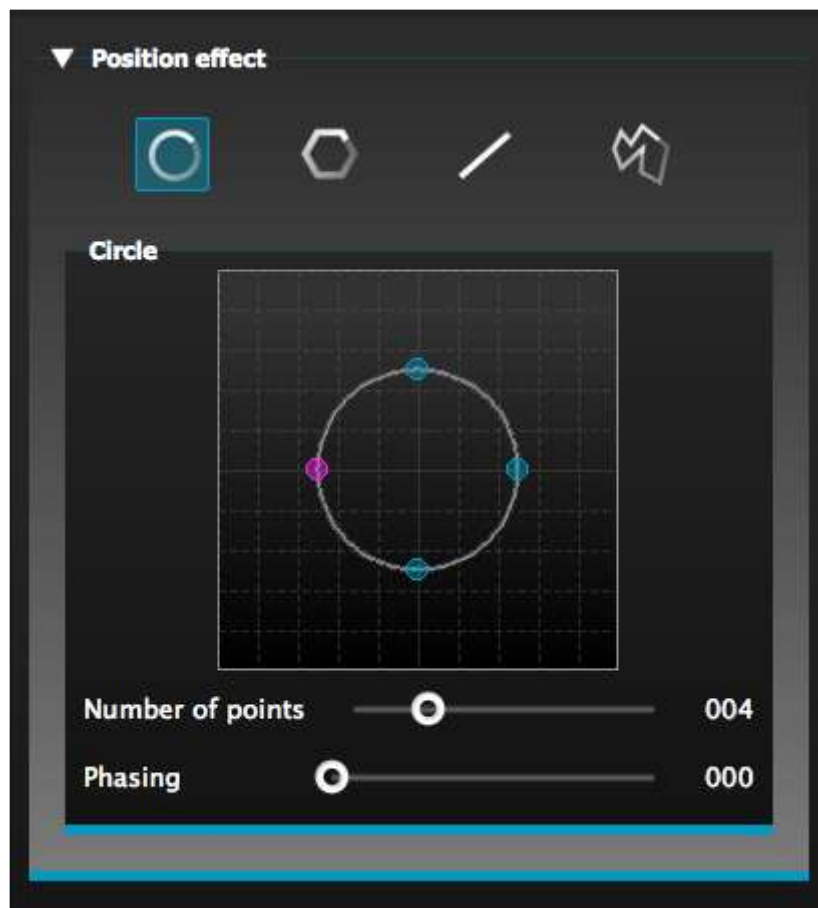 Position effect
Circle
Number of points 004
Phasing 000